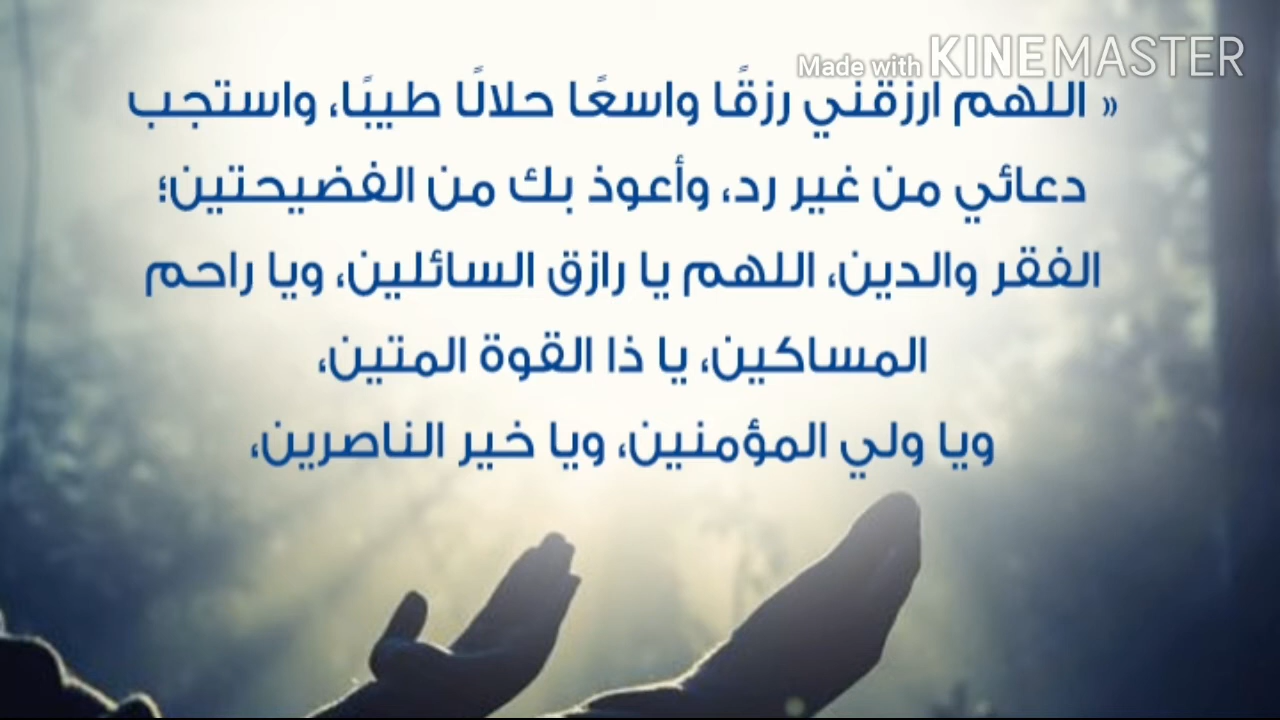 Made with KINEMASTER
« اللهم ارزقني رزقًا واسعًا حلالًا طيبًا، واستجب
دعائي من غير رد، وأعوذ بك من الفضيحتين؛
الفقر والدين، اللهم يا رازق السائلين، ويا راحم
المساكين، يا ذا القوة المتين،
ويا ولي المؤمنين، ويا خير الناصرين،